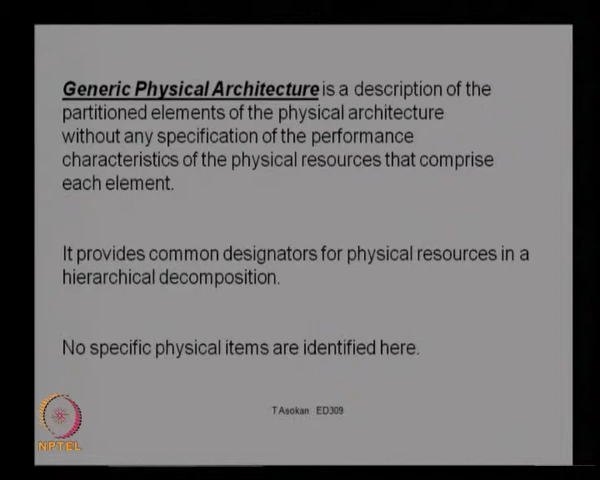 Generic Physical Architecture is a description of the
partitioned elements of the physical architecture
without any specification of the performance
characteristics of the physical resources that comprise
each element.
It provides common designators for physical resources in a
hierarchical decomposition.
No specific physical items are identified here.
T Asokan ED309
NPTEL